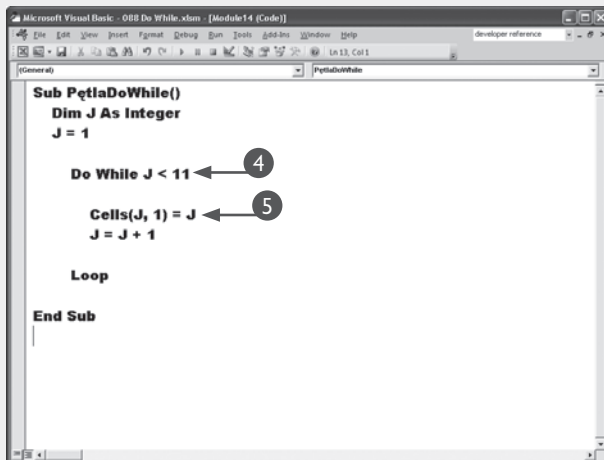 Microsoft Visual Basic - 088 Do While.xlsm - [Module14 (Code)]
File Edit View Insert Format Debug Run Tools Add-Ins Window Help developer reference
Ln 13, Col 1
(General) PętlaDoWhile
Sub PętlaDoWhile()
Dim J As Integer
J = 1
Do While J < 11 4
Cells(J, 1) = J 5
J = J + 1
Loop
End Sub